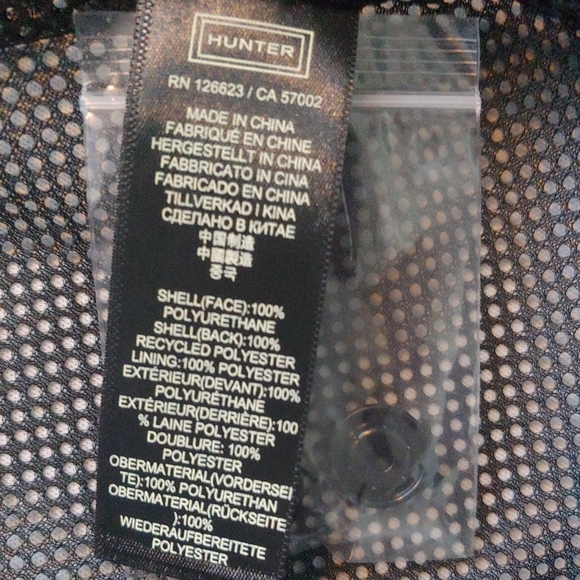 HUNTER
RN 126623 / CA 57002
MADE IN CHINA
FABRIQUÉ EN CHINE
HERGESTELLT IN CHINA
FABBRICATO IN CINA
FABRICADO EN CHINA
TILLVERKAD I KINA
СДЕЛАНО В КИТАЕ
中国制造
中國製造
중국
SHELL(FACE):100%
POLYURETHANE
SHELL(BACK):100%
RECYCLED POLYESTER
LINING:100% POLYESTER
EXTÉRIEUR(DEVANT):100%
POLYURÉTHANE
EXTÉRIEUR(DERRIÈRE):100
% LAINE POLYESTER
DOUBLURE: 100%
POLYESTER
OBERMATERIAL(VORDERSEI
TE):100% POLYURETHAN
OBERMATERIAL(RÜCKSEITE
):100%
WIEDERAUFBEREITETE
POLYESTER